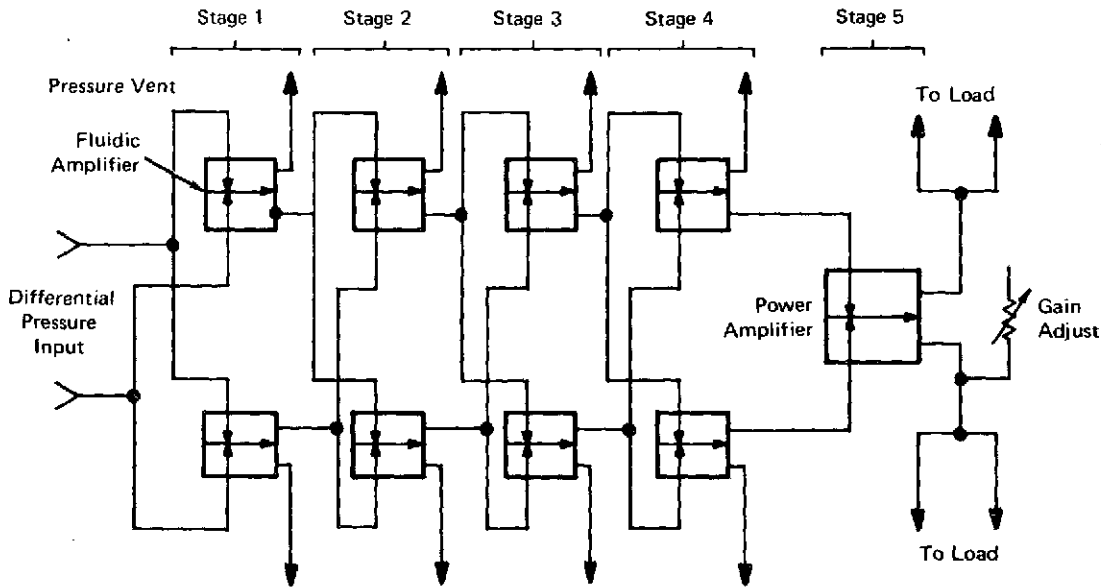 Stage 1
Stage 2
Stage 3
Stage 4
Stage 5
Pressure Vent
To Load
Fluidic
Amplifier
Differential
Pressure
Input
Power
Amplifier
Gain
Adjust
To Load